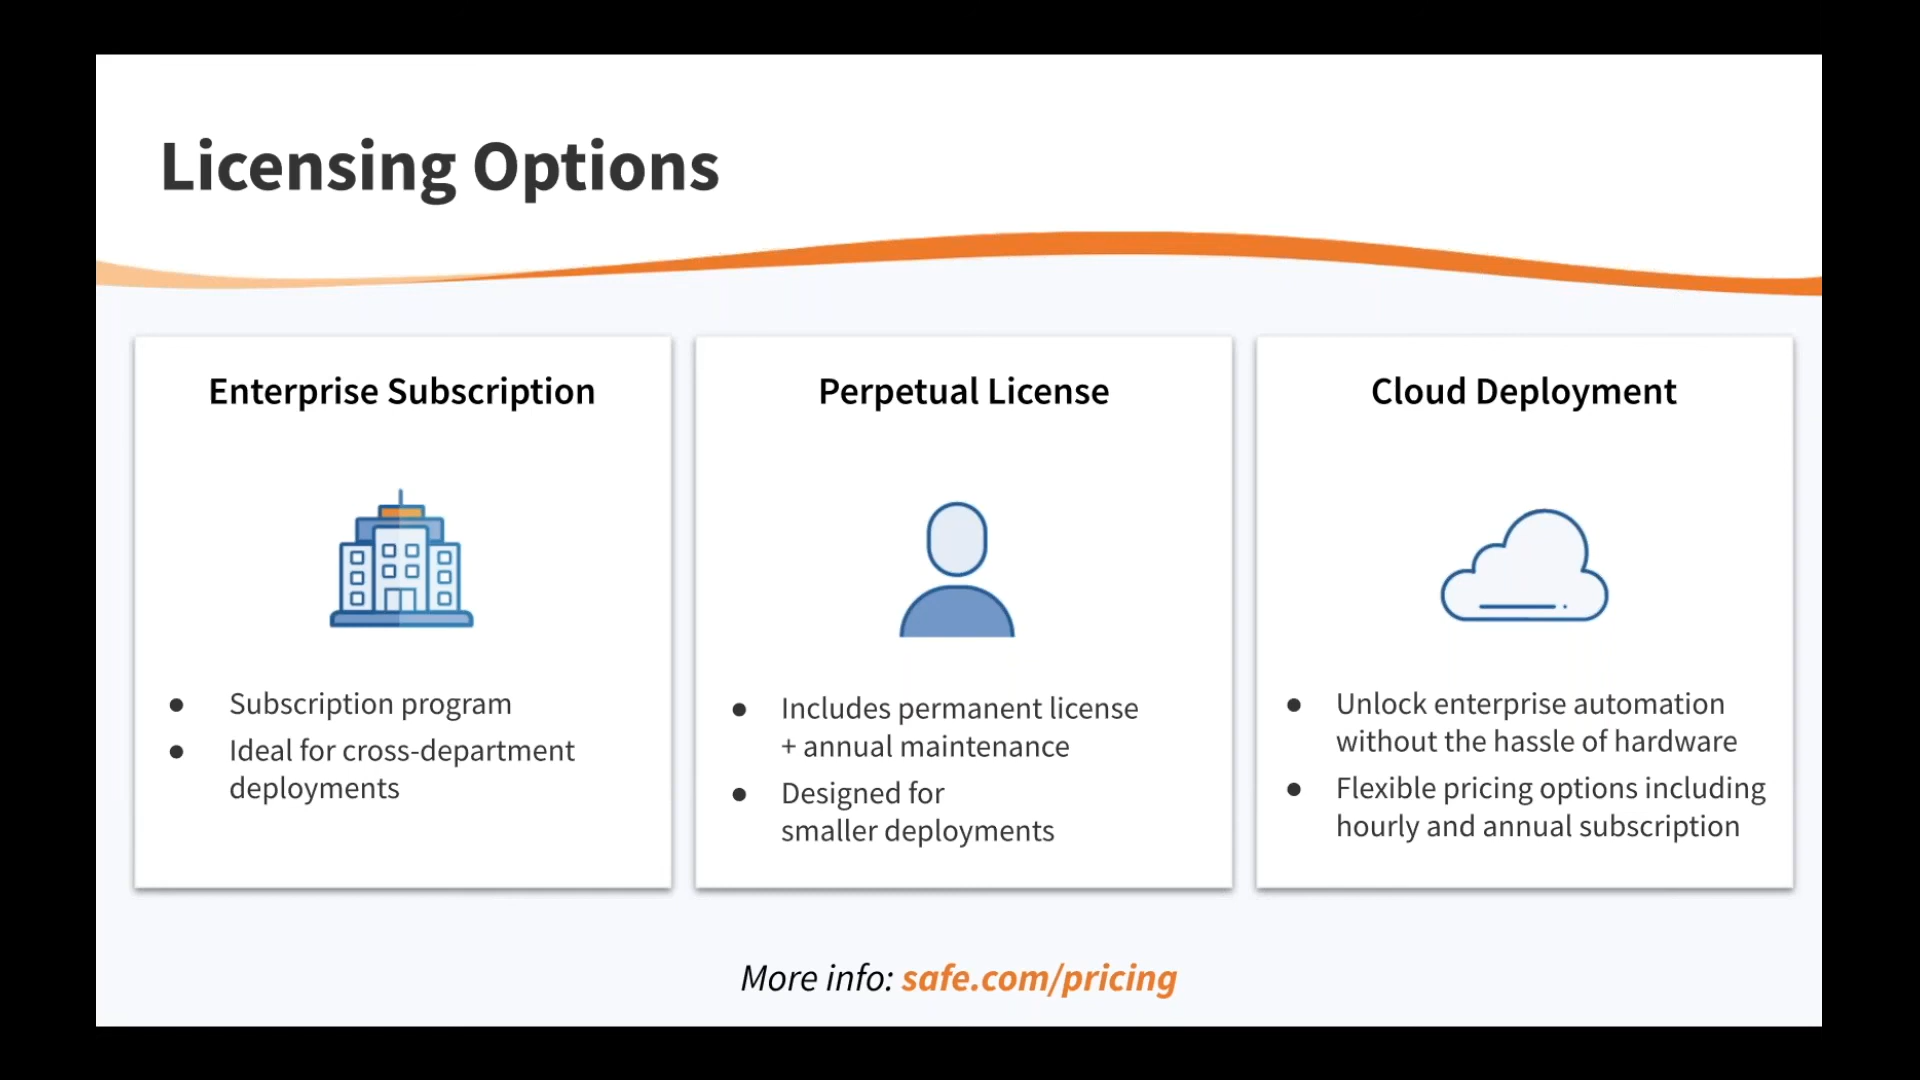 Licensing Options
Enterprise Subscription
● Subscription program
● Ideal for cross-department
deployments
Perpetual License
● Includes permanent license
+ annual maintenance
● Designed for
smaller deployments
Cloud Deployment
● Unlock enterprise automation
without the hassle of hardware
● Flexible pricing options including
hourly and annual subscription
More info: safe.com/pricing